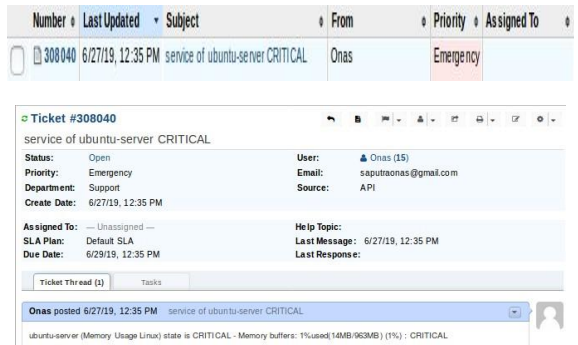 Number Last Updated Subject From Priority Assigned To
308040 6/27/19, 12:35 PM service of ubuntu-server CRITICAL Onas Emergency
Ticket #308040
service of ubuntu-server CRITICAL
Status: Open User: Onas (15)
Priority: Emergency Email: saputraonas@gmail.com
Department: Support Source: API
Create Date: 6/27/19, 12:35 PM
Assigned To: — Unassigned — Help Topic:
SLA Plan: Default SLA Last Message: 6/27/19, 12:35 PM
Due Date: 6/29/19, 12:35 PM Last Response:
Ticket Thread (1) Tasks
Onas posted 6/27/19, 12:35 PM service of ubuntu-server CRITICAL
ubuntu-server (Memory Usage Linux) state is CRITICAL - Memory buffers: 1%used(14MB/963MB) (1%) : CRITICAL